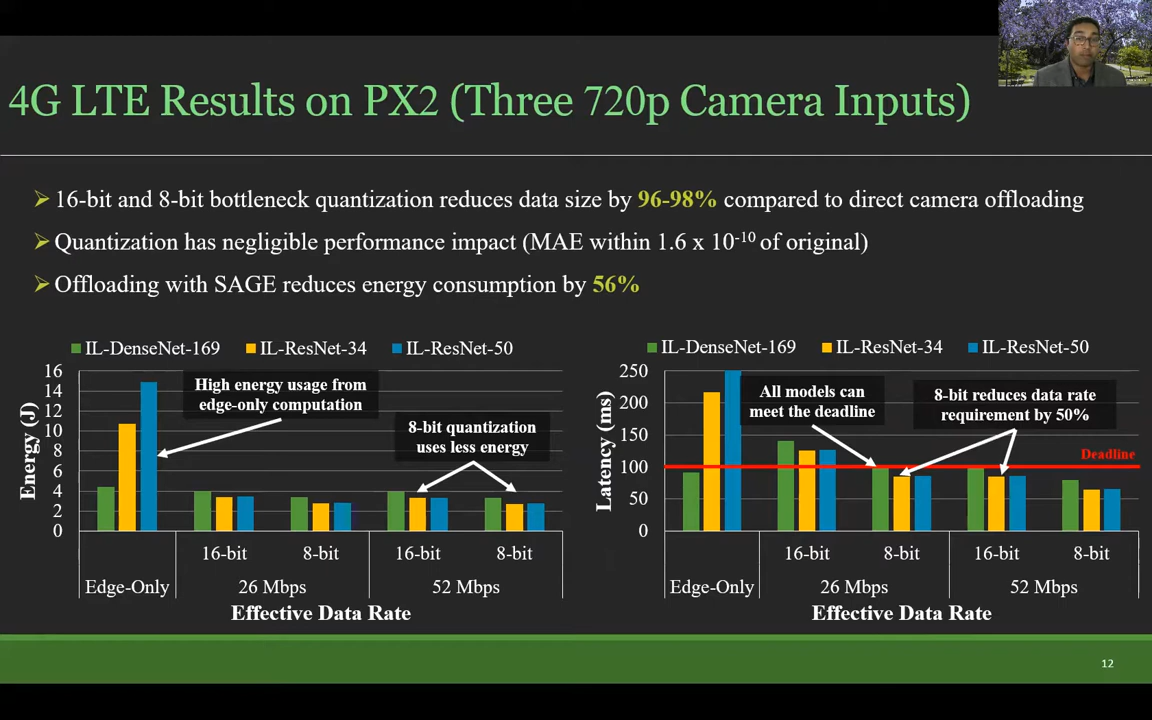 4G LTE Results on PX2 (Three 720p Camera Inputs)
16-bit and 8-bit bottleneck quantization reduces data size by 96-98% compared to direct camera offloading
Quantization has negligible performance impact (MAE within 1.6 x 10⁻¹⁰ of original)
Offloading with SAGE reduces energy consumption by 56%
IL-DenseNet-169 IL-ResNet-34 IL-ResNet-50
16
14
12
10
8
6
4
2
0
Energy (J)
High energy usage from
edge-only computation
8-bit quantization
uses less energy
16-bit 8-bit 16-bit 8-bit
Edge-Only 26 Mbps 52 Mbps
Effective Data Rate
IL-DenseNet-169 IL-ResNet-34 IL-ResNet-50
250
200
150
100
50
0
Latency (ms)
All models can
meet the deadline
8-bit reduces data rate
requirement by 50%
Deadline
16-bit 8-bit 16-bit 8-bit
Edge-Only 26 Mbps 52 Mbps
Effective Data Rate
12